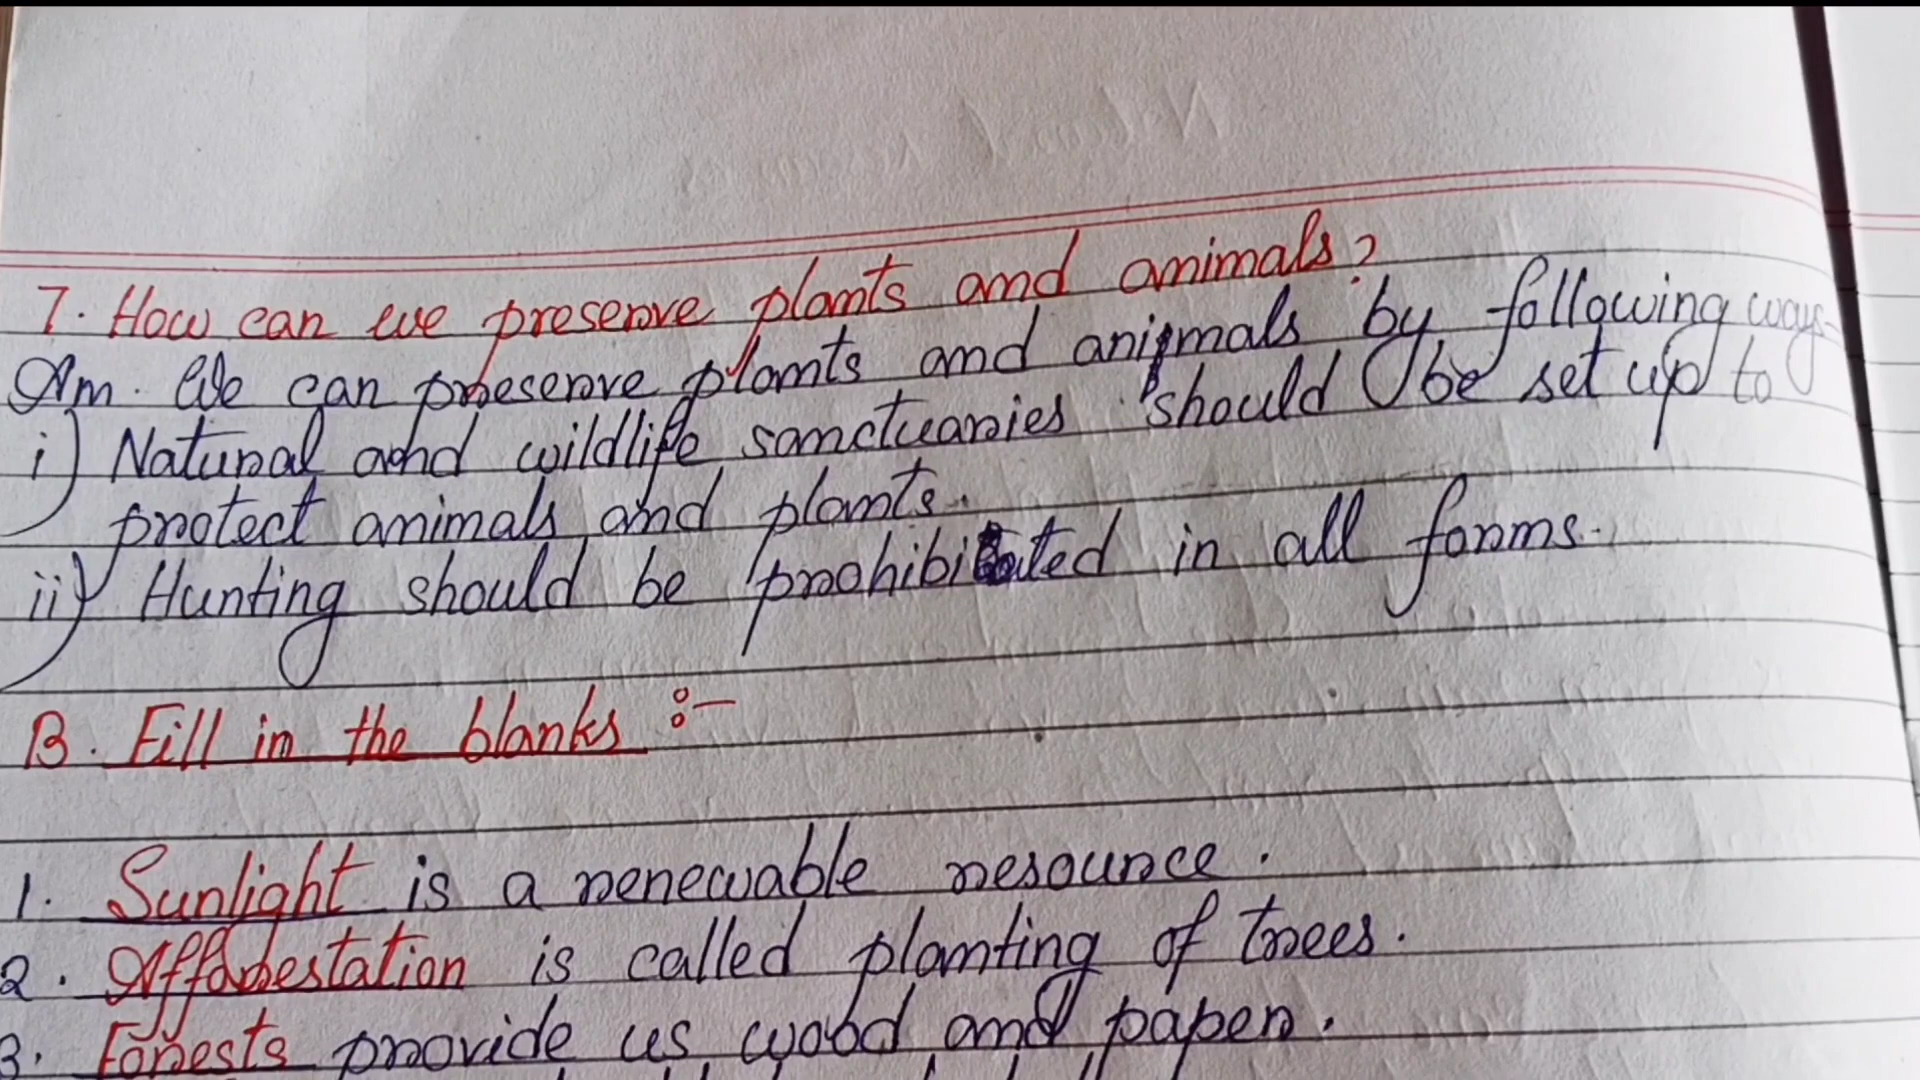 7. How can we preserve plants and animals?
Ans. We can preserve plants and animals by following ways-
i) Natural and wildlife sanctuaries should be set up to
protect animals and plants.
ii) Hunting should be prohibited in all forms.
B. Fill in the blanks :-
1. Sunlight is a renewable resource.
2. Afforestation is called planting of trees.
3. Forests provide us wood and paper.